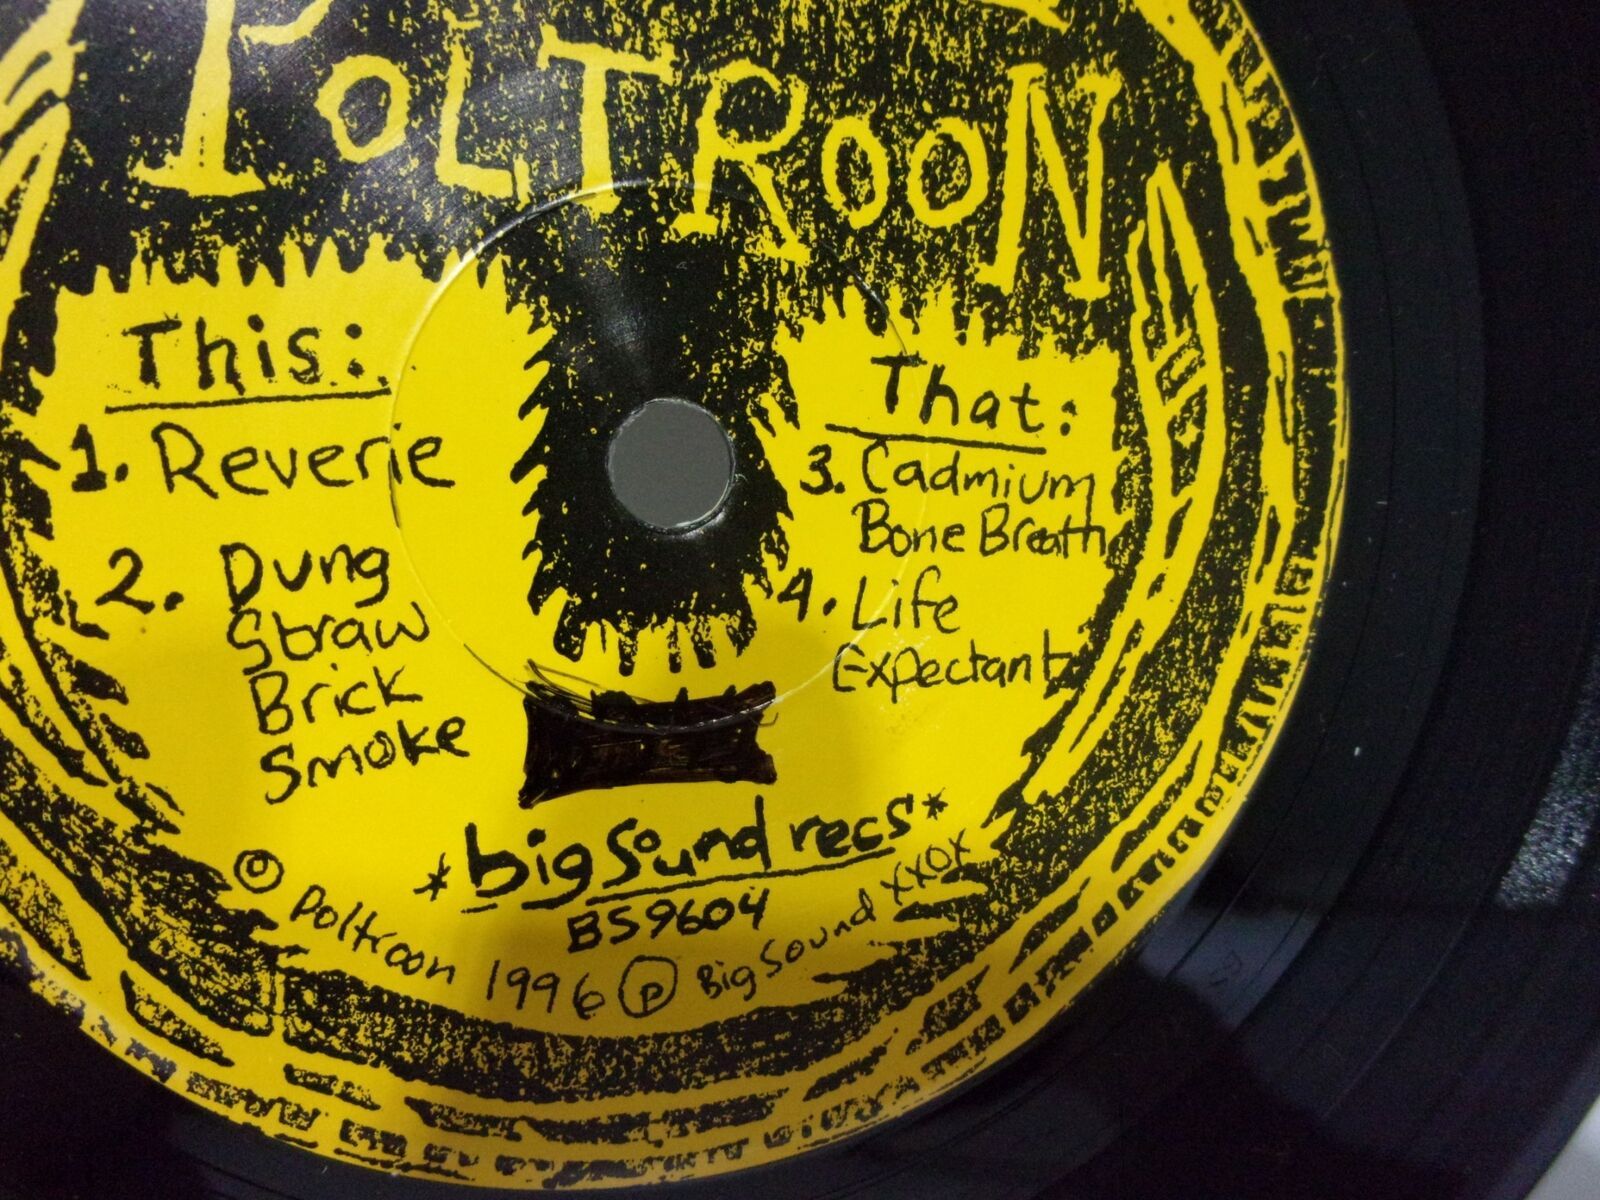 POLTROON
This:
1. Reverie
2. Dung
Straw
Brick
Smoke
That:
3. Cadmium
Bone Breath
4. Life
Expectant
*big sound recs*
BS9604
© Poltroon 1996 Ⓟ Big Sound XXOX